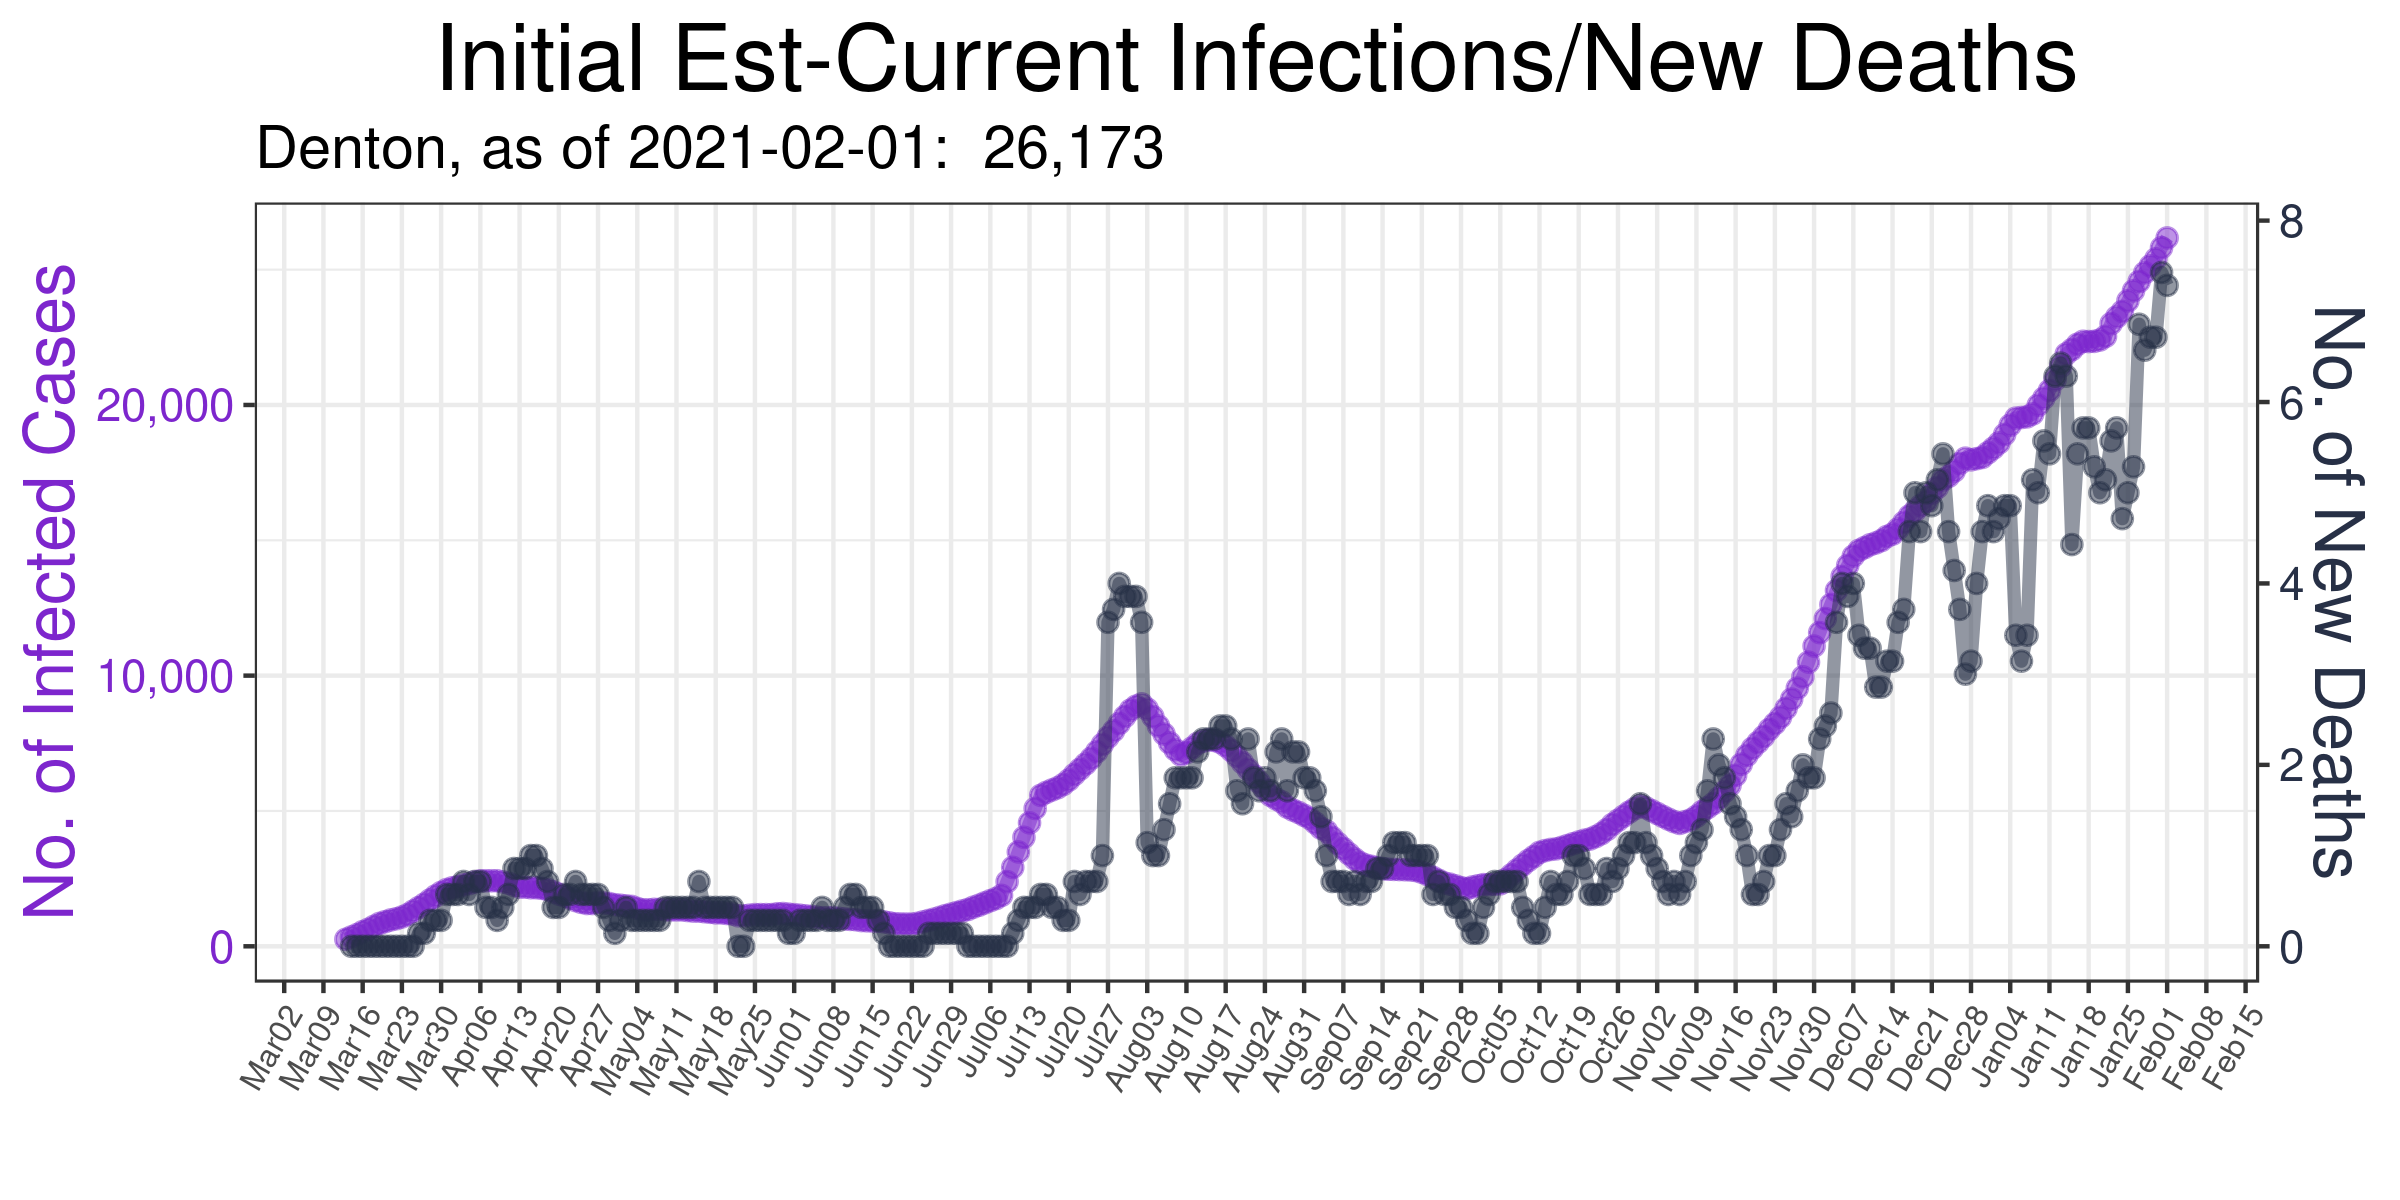 Initial Est-Current Infections/New Deaths
Denton, as of 2021-02-01:  26,173
No. of Infected Cases
20,000
10,000
0
8
6
4
2
0
No. of New Deaths
Mar02
Mar09
Mar16
Mar23
Mar30
Apr06
Apr13
Apr20
Apr27
May04
May11
May18
May25
Jun01
Jun08
Jun15
Jun22
Jun29
Jul06
Jul13
Jul20
Jul27
Aug03
Aug10
Aug17
Aug24
Aug31
Sep07
Sep14
Sep21
Sep28
Oct05
Oct12
Oct19
Oct26
Nov02
Nov09
Nov16
Nov23
Nov30
Dec07
Dec14
Dec21
Dec28
Dec04
Jan11
Jan18
Jan25
Feb01
Feb08
Feb15